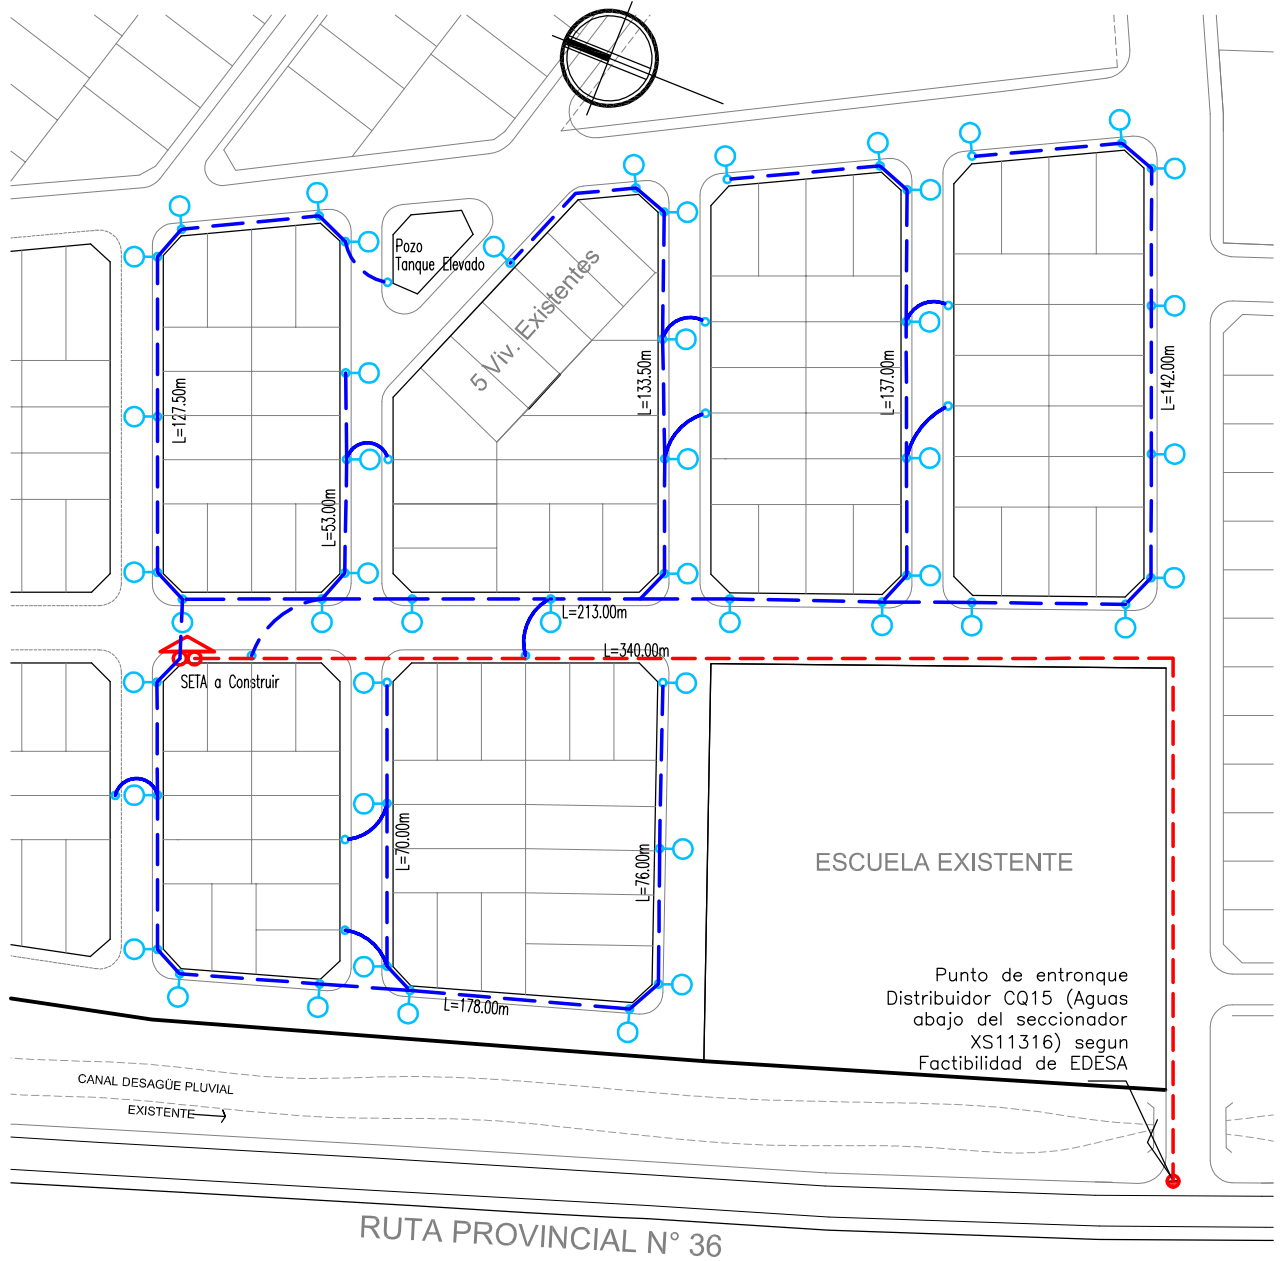 Pozo
Tanque Elevado
5 Viv. Existentes
L=127.50m
L=133.50m
L=137.00m
L=142.00m
L=53.00m
L=213.00m
L=340.00m
SETA a Construir
L=70.00m
L=76.00m
ESCUELA EXISTENTE
L=178.00m
Punto de entronque
Distribuidor CQ15 (Aguas
abajo del seccionador
XS11316) segun
Factibilidad de EDESA
CANAL DESAGÜE PLUVIAL
EXISTENTE
RUTA PROVINCIAL N° 36